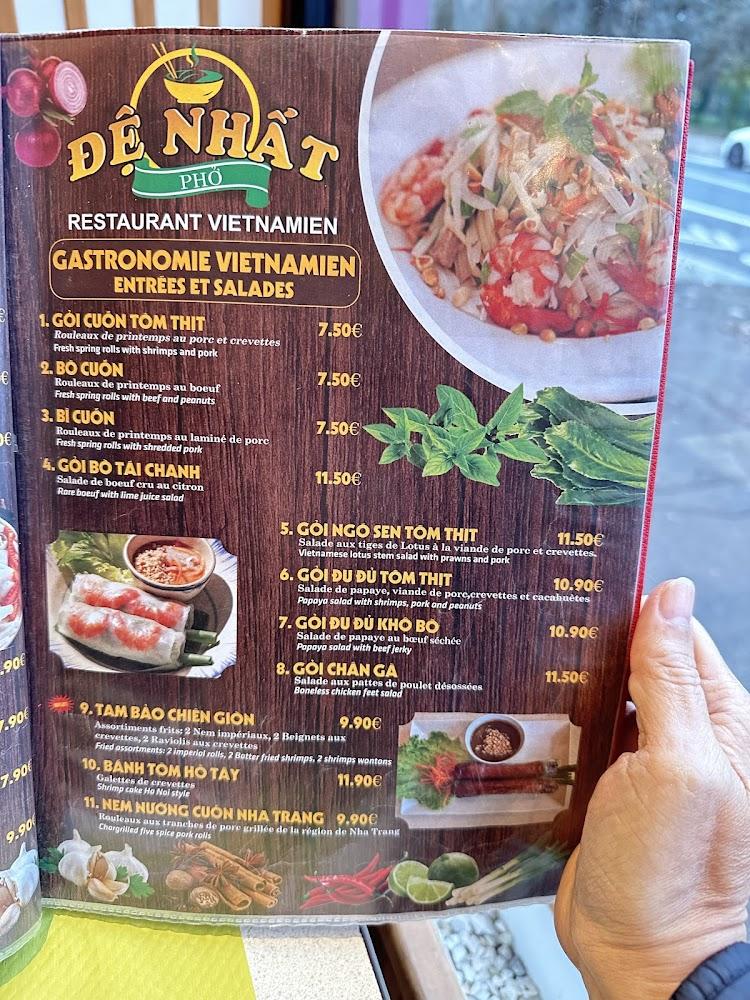 ĐỆ NHẤT
PHỞ
RESTAURANT VIETNAMIEN
GASTRONOMIE VIETNAMIEN
ENTRÉES ET SALADES
1. GỎI CUỐN TÔM THỊT 7.50€
Rouleaux de printemps au porc et crevettes
Fresh spring rolls with shrimps and pork
2. BÒ CUỐN 7.50€
Rouleaux de printemps au boeuf
Fresh spring rolls with beef and peanuts
3. BÌ CUỐN 7.50€
Rouleaux de printemps au laminé de porc
Fresh spring rolls with shredded pork
4. GỎI BÒ TÁI CHANH 11.50€
Salade de boeuf cru au citron
Rare boeuf with lime juice salad
5. GỎI NGÓ SEN TÔM THỊT 11.50€
Salade aux tiges de Lotus à la viande de porc et crevettes.
Vietnamese lotus stem salad with prawns and pork
6. GỎI ĐU ĐỦ TÔM THỊT 10.90€
Salade de papaye, viande de porc,crevettes et cacahuètes
Papaya salad with shrimps, pork and peanuts
7. GỎI ĐU ĐỦ KHÔ BÒ 10.90€
Salade de papaye au bœuf séchée
Papaya salad with beef jerky
8. GỎI CHÂN GÀ 11.50€
Salade aux pattes de poulet désossées
Boneless chicken feet salad
9. TAM BẢO CHIÊN GIÒN 9.90€
Assortiments frits: 2 Nem impériaux, 2 Beignets aux
crevettes, 2 Raviolis aux crevettes
Fried assortments: 2 imperial rolls, 2 Batter fried shrimps, 2 shrimps wontons
10. BÁNH TÔM HỒ TÂY 11.90€
Galettes de crevettes
Shrimp cake Ha Noi style
11. NEM NƯỚNG CUỐN NHA TRANG 9.90€
Rouleaux aux tranches de porc grillée de la région de Nha Trang
Chargrilled five spice pork rolls
.90€
7.90€
7.90€
9.90€